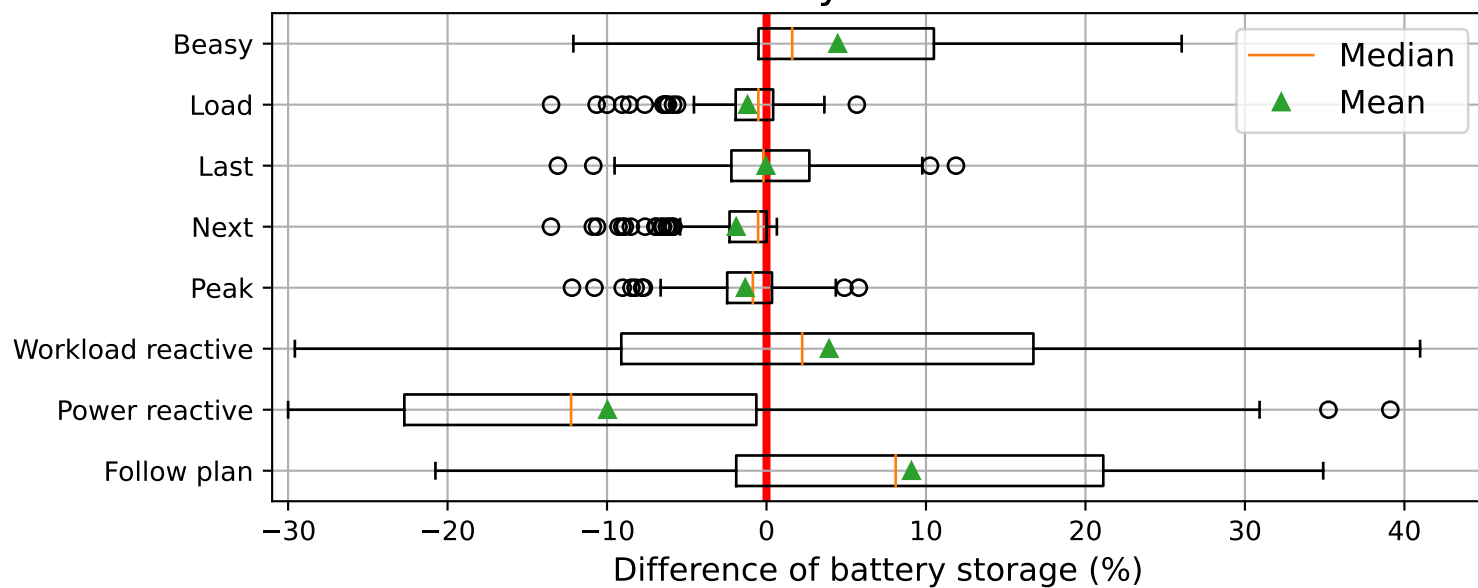 Beasy
Load
Last
Next
Peak
Workload reactive
Power reactive
Follow plan
Median
Mean
−30 −20 −10 0 10 20 30 40
Difference of battery storage (%)